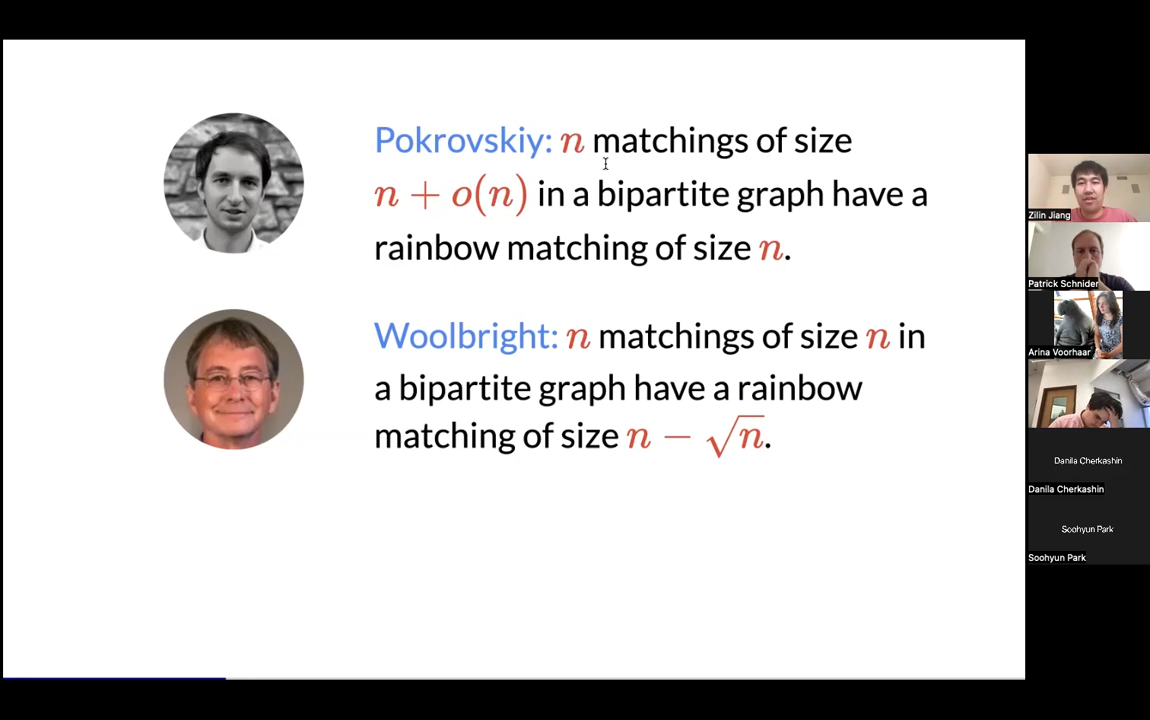 Pokrovskiy: n matchings of size
n + o(n) in a bipartite graph have a
rainbow matching of size n.
Woolbright: n matchings of size n in
a bipartite graph have a rainbow
matching of size n − √n.
Zilin Jiang
Patrick Schnider
Arina Voorhaar
Danila Cherkashin
Danila Cherkashin
Soohyun Park
Soohyun Park